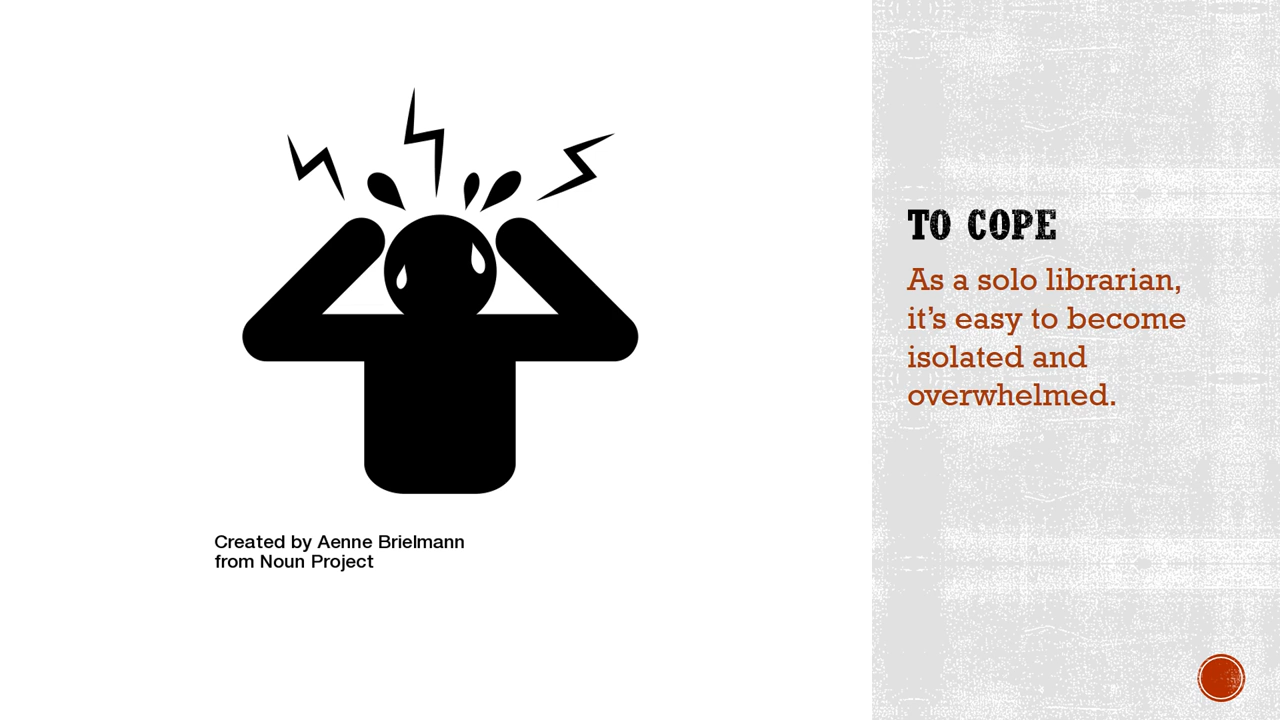 TO COPE
As a solo librarian,
it's easy to become
isolated and
overwhelmed.
Created by Aenne Brielmann
from Noun Project